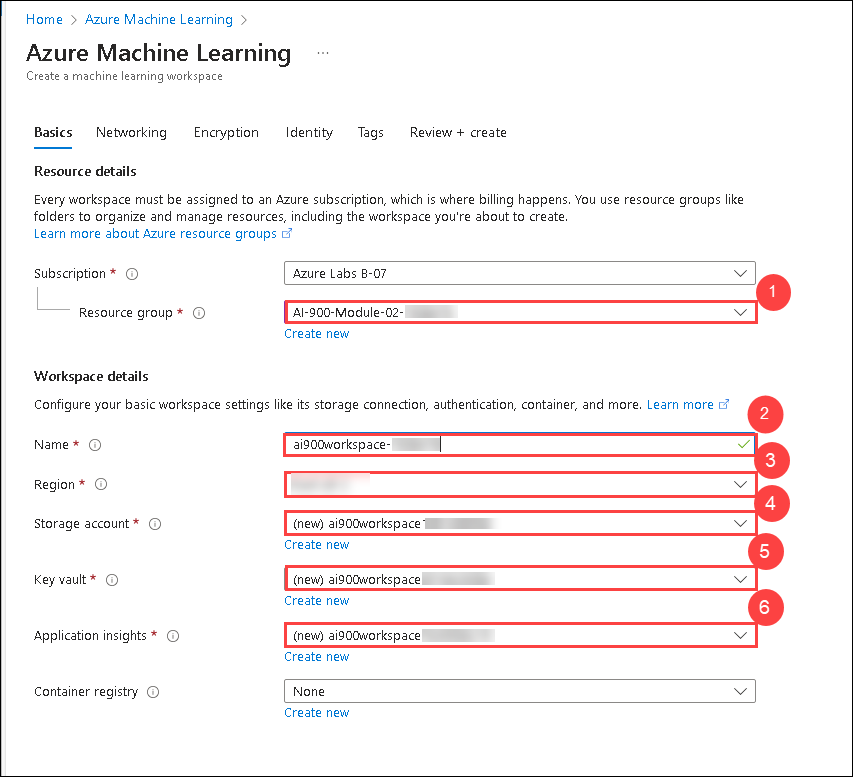 Home > Azure Machine Learning >
Azure Machine Learning ...
Create a machine learning workspace
Basics Networking Encryption Identity Tags Review + create
Resource details
Every workspace must be assigned to an Azure subscription, which is where billing happens. You use resource groups like
folders to organize and manage resources, including the workspace you're about to create.
Learn more about Azure resource groups
Subscription * Azure Labs B-07
1
Resource group * AI-900-Module-02-
Create new
Workspace details
Configure your basic workspace settings like its storage connection, authentication, container, and more. Learn more
2
Name * ai900workspace-
3
Region *
4
Storage account * (new) ai900workspace
Create new
5
Key vault * (new) ai900workspace
Create new
6
Application insights * (new) ai900workspace
Create new
Container registry None
Create new